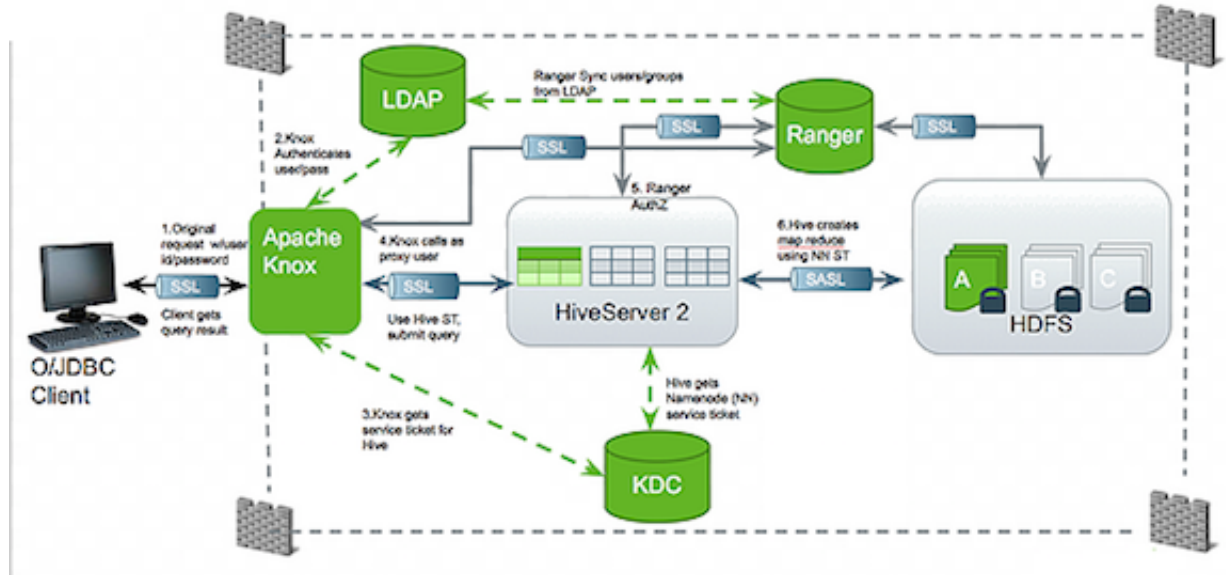 LDAP
Ranger Sync users/groups
from LDAP
Ranger
SSL
SSL
SSL
2.Knox
Authenticates
user/pass
5. Ranger
AuthZ
1.Original
request w/user
id/password
SSL
Client gets
query result
O/JDBC
Client
Apache
Knox
4.Knox calls as
proxy user
SSL
Use Hive ST,
submit query
HiveServer 2
6.Hive creates
map reduce
using NN ST
SASL
A
B
C
HDFS
3.Knox gets
service ticket for
Hive
Hive gets
Namenode (NN)
service ticket
KDC